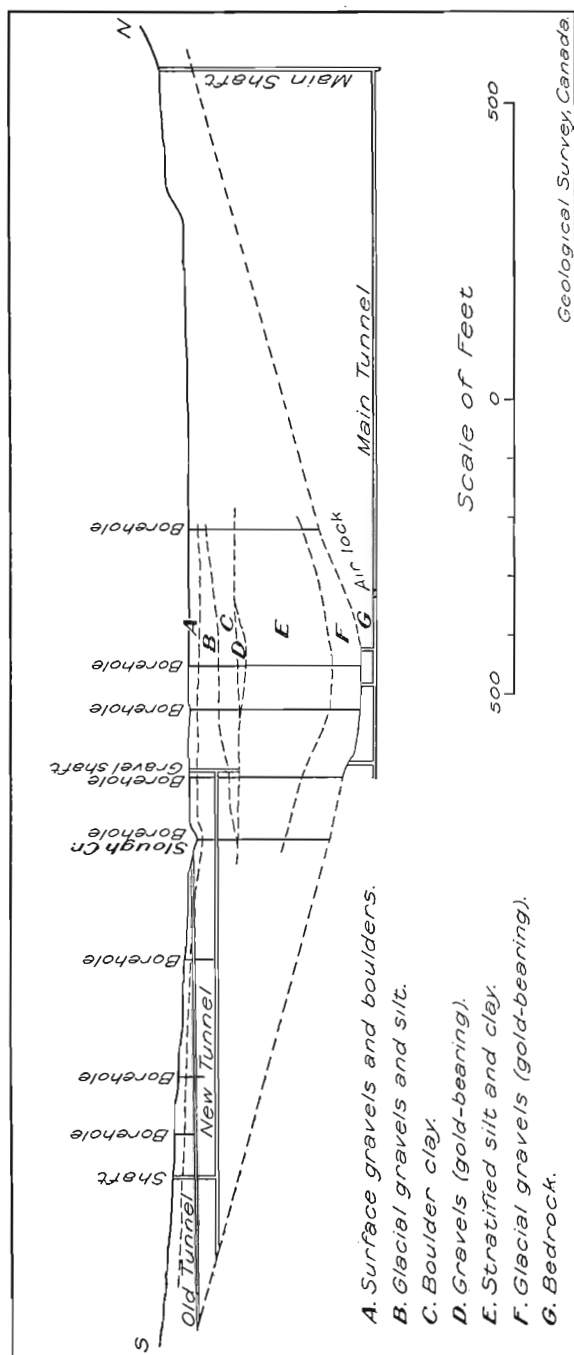 S
N
Old Tunnel
Shaft
Borehole
Borehole
New Tunnel
Borehole
Slough Cr.
Borehole
Borehole
Gravel shaft
Borehole
Borehole
Borehole
Main Shaft
A
B
C
D
E
F
G
Air lock
Main Tunnel
A. Surface gravels and boulders.
B. Glacial gravels and silt.
C. Boulder clay.
D. Gravels (gold-bearing).
E. Stratified silt and clay.
F. Glacial gravels (gold-bearing).
G. Bedrock.
Scale of Feet
500 0 500
Geological Survey, Canada.